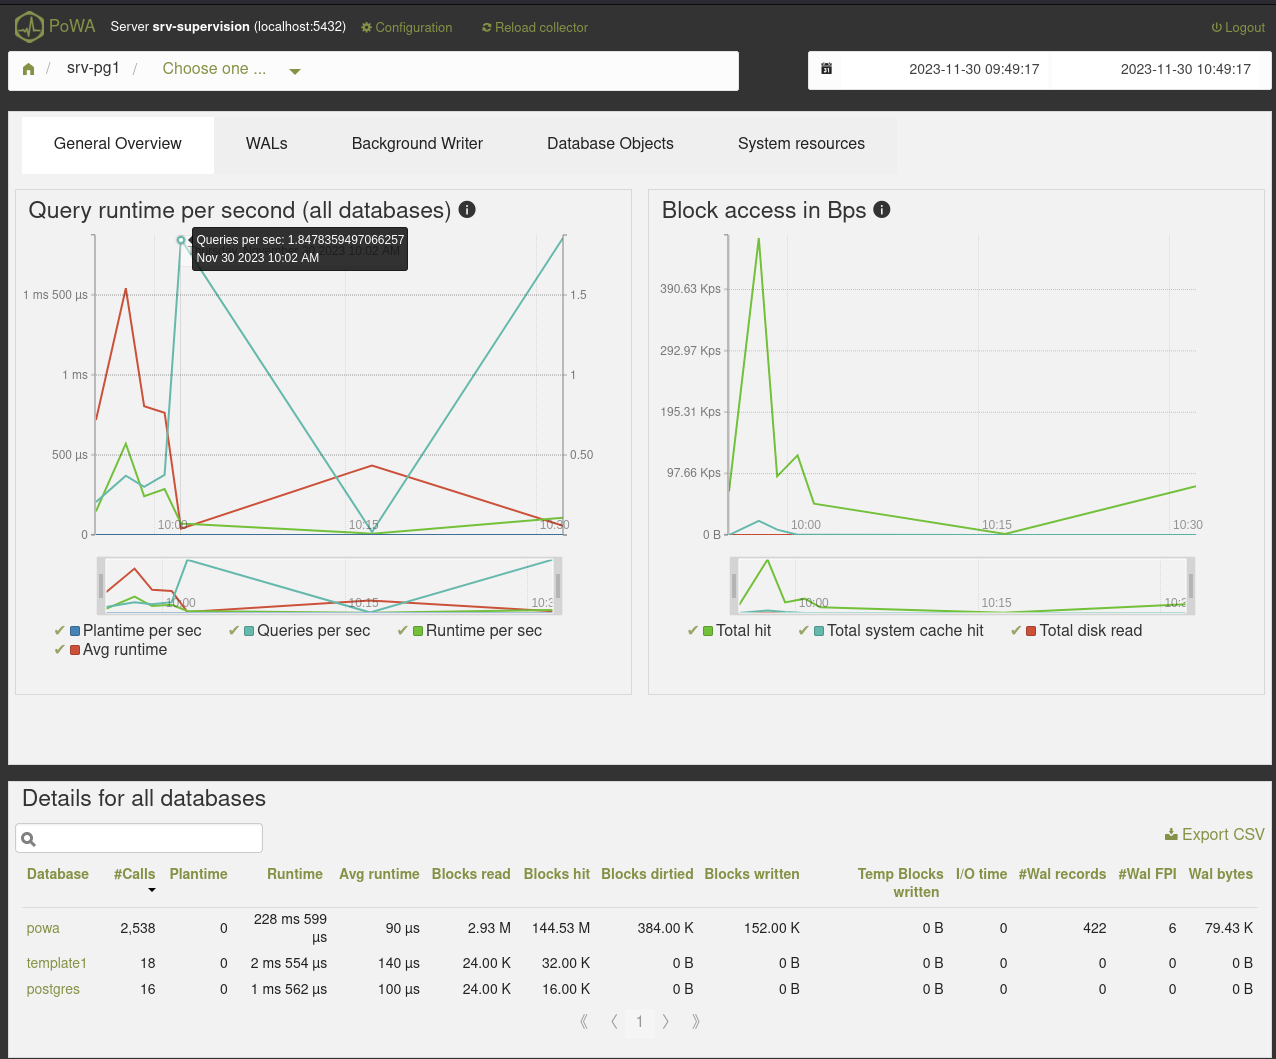 PoWA Server srv-supervision (localhost:5432) Configuration Reload collector Logout
/ srv-pg1 / Choose one ... 31 2023-11-30 09:49:17 2023-11-30 10:49:17
General Overview WALs Background Writer Database Objects System resources
Query runtime per second (all databases) i
Queries per sec: 1.8478359497066257
Thursday, November 30 2023 10:02 AM
Nov 30 2023 10:02 AM
1 ms 500 µs 1.5
1 ms 1
500 µs 0.50
10:00 10:15 10:30
0 0
10:00 10:15 10:3
✔ Plantime per sec ✔ Queries per sec ✔ Runtime per sec
✔ Avg runtime
Block access in Bps i
390.63 Kps
292.97 Kps
195.31 Kps
97.66 Kps
10:00 10:15 10:30
0 B
10:00 10:15 10:3
✔ Total hit ✔ Total system cache hit ✔ Total disk read
Details for all databases
Export CSV
Database #Calls Plantime Runtime Avg runtime Blocks read Blocks hit Blocks dirtied Blocks written Temp Blocks written I/O time #Wal records #Wal FPI Wal bytes
powa 2,538 0 228 ms 599 µs 90 µs 2.93 M 144.53 M 384.00 K 152.00 K 0 B 0 422 6 79.43 K
template1 18 0 2 ms 554 µs 140 µs 24.00 K 32.00 K 0 B 0 B 0 B 0 0 0 0 B
postgres 16 0 1 ms 562 µs 100 µs 24.00 K 16.00 K 0 B 0 B 0 B 0 0 0 0 B
《 〈 1 〉 》